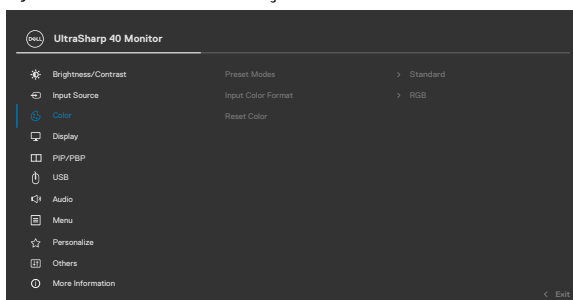 DELL UltraSharp 40 Monitor
Brightness/Contrast Preset Modes > Standard
Input Source Input Color Format > RGB
Color Reset Color
Display
PIP/PBP
USB
Audio
Menu
Personalize
Others
More Information
< Exit